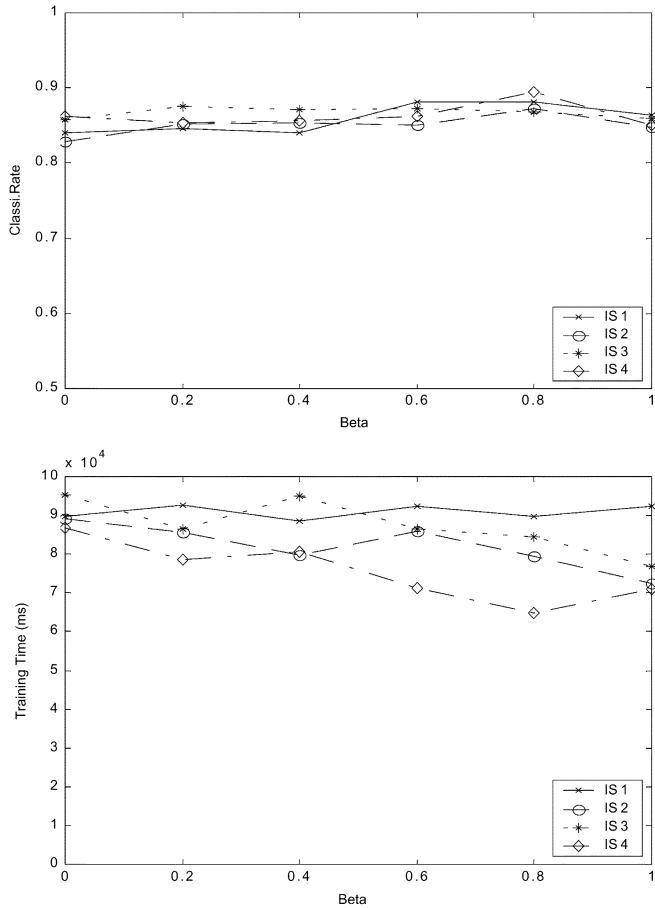 1
0.9
0.8
0.7
0.6
0.5
Classi.Rate
0 0.2 0.4 0.6 0.8 1
Beta
IS 1
IS 2
IS 3
IS 4
x 10^4
10
9
8
7
6
5
4
3
2
1
0
Training Time (ms)
0 0.2 0.4 0.6 0.8 1
Beta
IS 1
IS 2
IS 3
IS 4